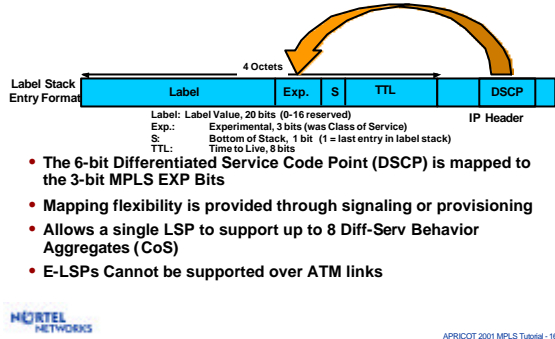 4 Octets
Label Stack
Entry Format
Label Exp. S TTL DSCP
IP Header
Label: Label Value, 20 bits (0-16 reserved)
Exp.: Experimental, 3 bits (was Class of Service)
S: Bottom of Stack, 1 bit (1 = last entry in label stack)
TTL: Time to Live, 8 bits
• The 6-bit Differentiated Service Code Point (DSCP) is mapped to
the 3-bit MPLS EXP Bits
• Mapping flexibility is provided through signaling or provisioning
• Allows a single LSP to support up to 8 Diff-Serv Behavior
Aggregates (CoS)
• E-LSPs Cannot be supported over ATM links
NORTEL
NETWORKS
APRICOT 2001 MPLS Tutorial - 16